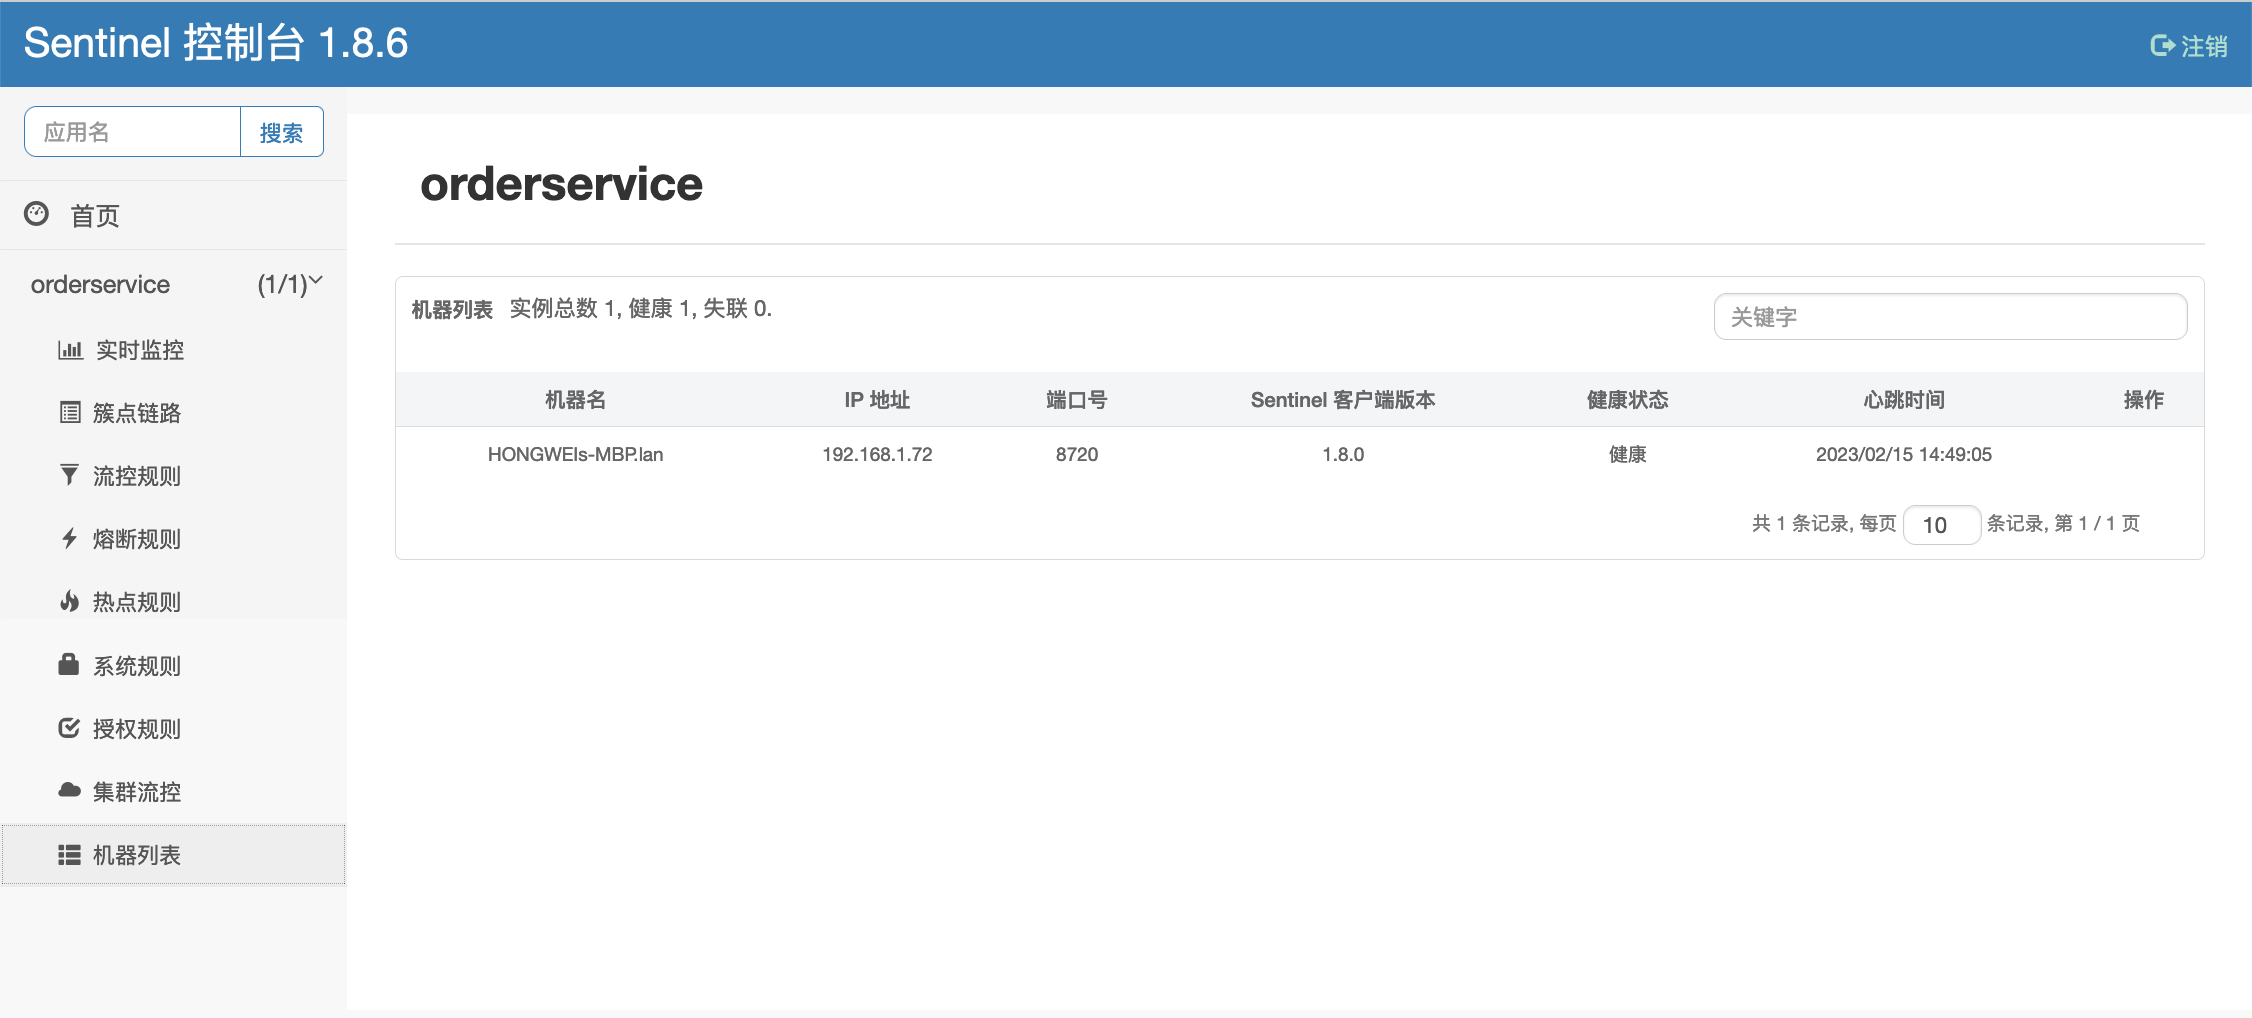 Sentinel 控制台 1.8.6
注销
应用名
搜索
首页
orderservice (1/1)
实时监控
簇点链路
流控规则
熔断规则
热点规则
系统规则
授权规则
集群流控
机器列表
orderservice
机器列表 实例总数 1, 健康 1, 失联 0.
关键字
机器名 IP 地址 端口号 Sentinel 客户端版本 健康状态 心跳时间 操作
HONGWEIs-MBP.lan 192.168.1.72 8720 1.8.0 健康 2023/02/15 14:49:05
共 1 条记录, 每页 10 条记录, 第 1 / 1 页